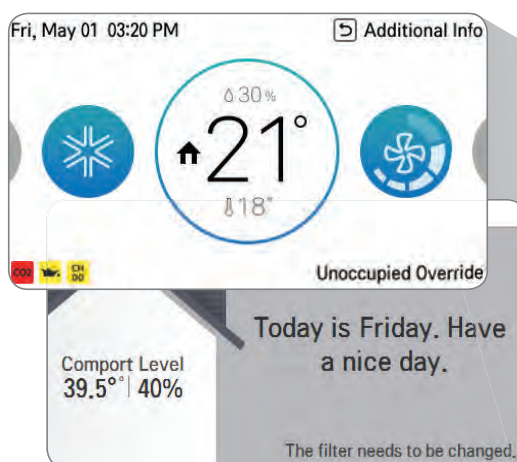 Fri, May 01 03:20 PM
Additional Info
30%
21°
18°
CO2
CN
DO
Unoccupied Override
Today is Friday. Have
a nice day.
Comport Level
39.5°° 40%
The filter needs to be changed.